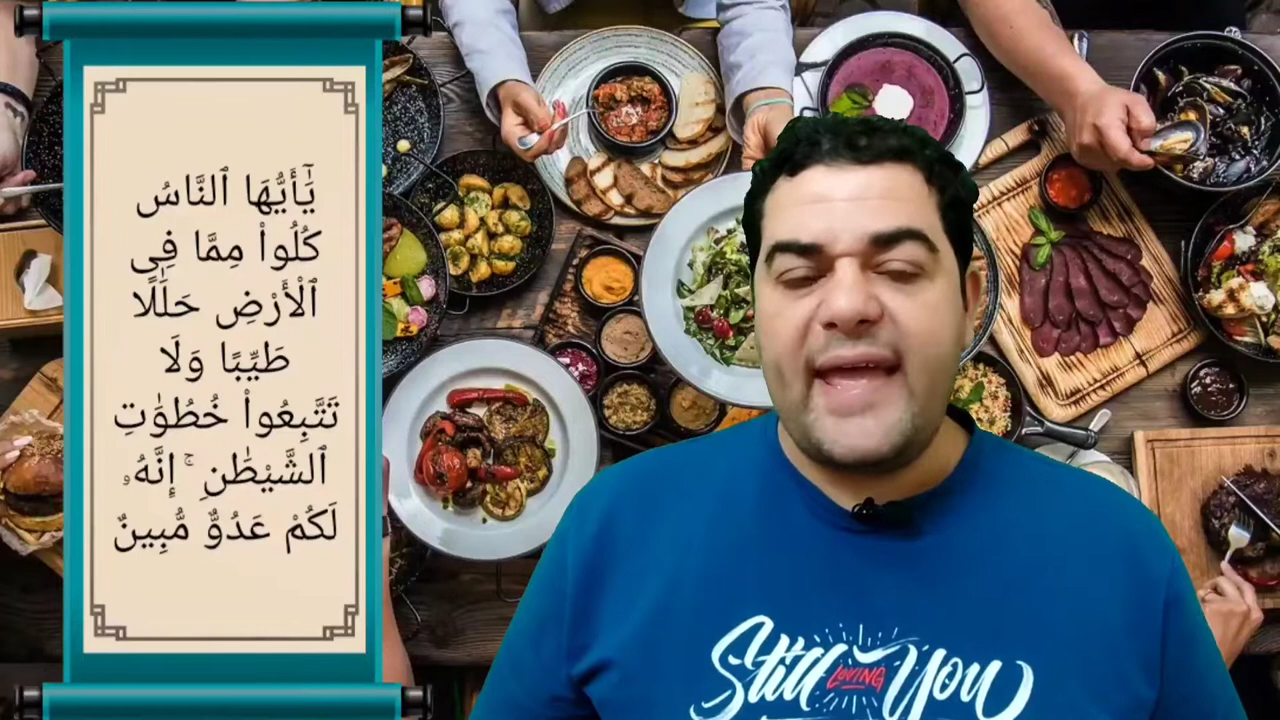 يَٰٓأَيُّهَا ٱلنَّاسُ
كُلُوا۟ مِمَّا فِى
ٱلْأَرْضِ حَلَٰلًا
طَيِّبًا وَلَا
تَتَّبِعُوا۟ خُطُوَٰتِ
ٱلشَّيْطَٰنِ ۚ إِنَّهُۥ
لَكُمْ عَدُوٌّ مُّبِينٌ
Still LOVING You